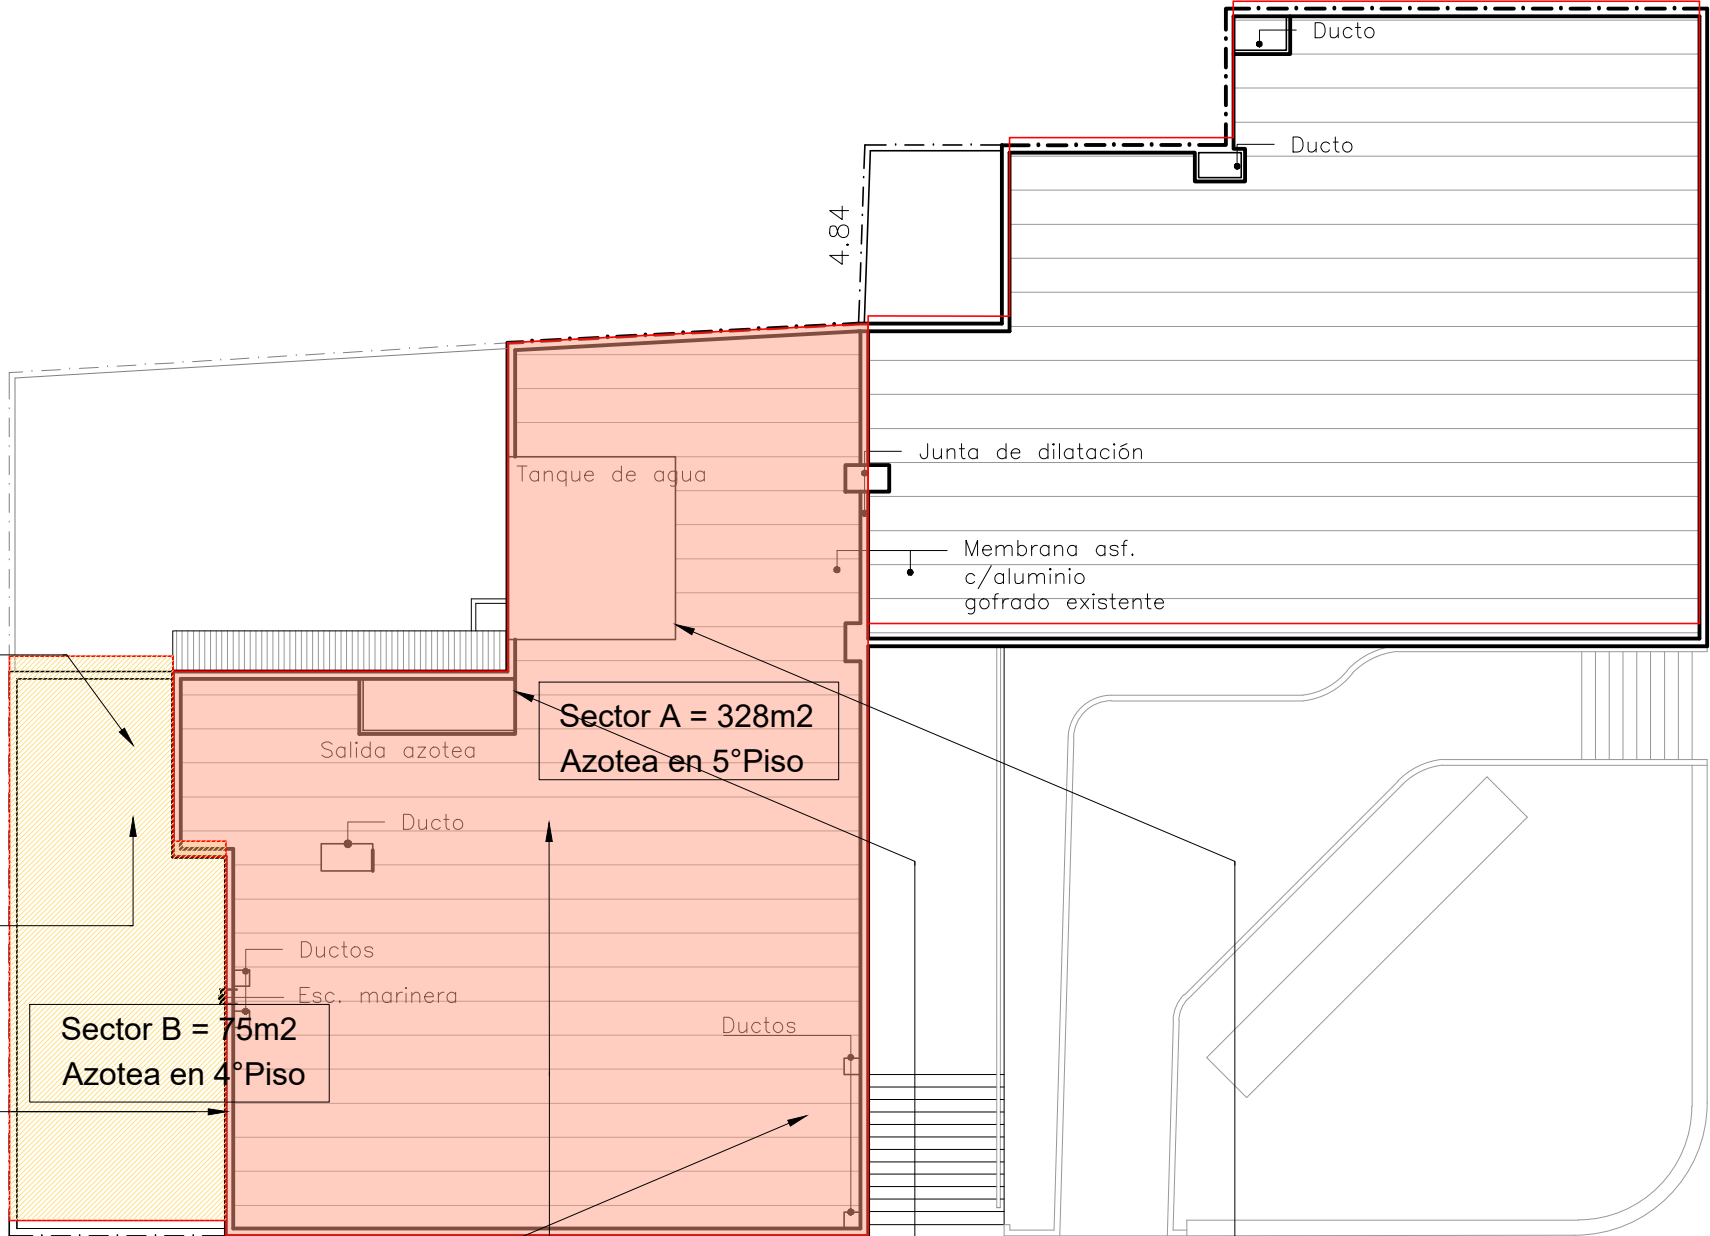 Ducto
Ducto
4.84
Junta de dilatación
Tanque de agua
Membrana asf.
c/aluminio
gofrado existente
Sector A = 328m2
Azotea en 5°Piso
Salida azotea
Ducto
Ductos
Esc. marinera
Sector B = 75m2
Azotea en 4°Piso
Ductos